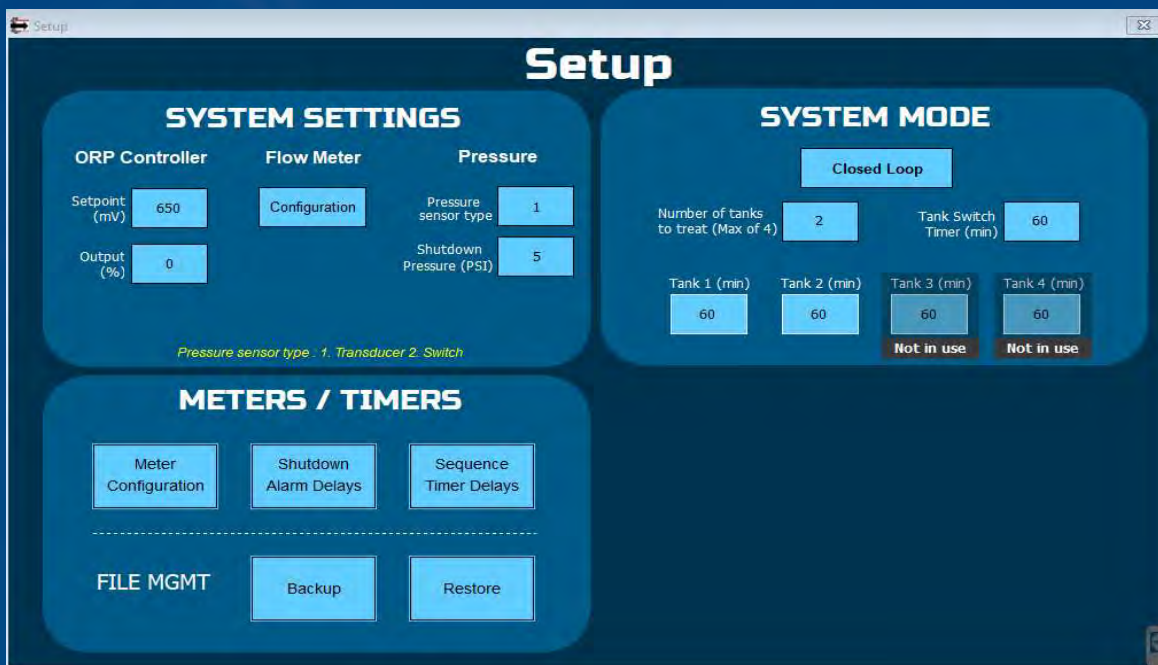 Setup
Setup
SYSTEM SETTINGS
ORP Controller
Flow Meter
Pressure
Setpoint
(mV)
650
Configuration
Pressure
sensor type
1
Output
(%)
0
Shutdown
Pressure (PSI)
5
Pressure sensor type : 1. Transducer 2. Switch
SYSTEM MODE
Closed Loop
Number of tanks
to treat (Max of 4)
2
Tank Switch
Timer (min)
60
Tank 1 (min)
Tank 2 (min)
Tank 3 (min)
Tank 4 (min)
60
60
60
60
Not in use
Not in use
METERS / TIMERS
Meter
Configuration
Shutdown
Alarm Delays
Sequence
Timer Delays
FILE MGMT
Backup
Restore